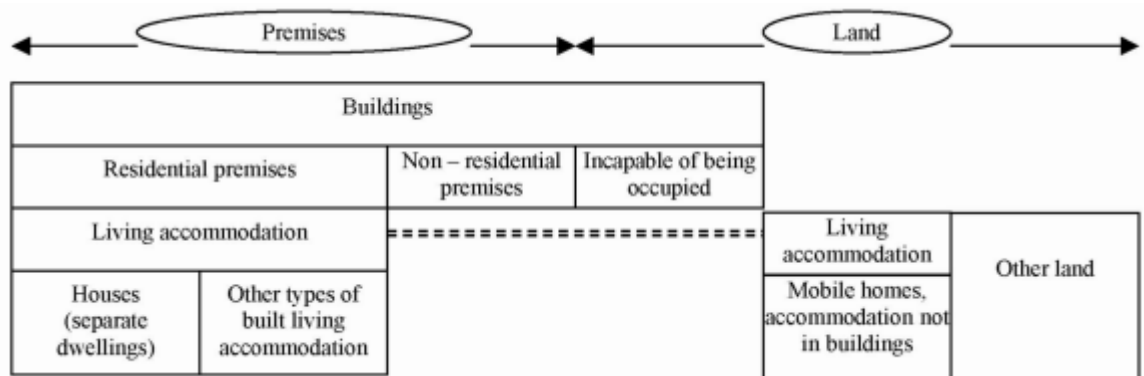 Premises
Land
Buildings
Residential premises
Non – residential
premises
Incapable of being
occupied
Living accommodation
Living
accommodation
Other land
Houses
(separate
dwellings)
Other types of
built living
accommodation
Mobile homes,
accommodation not
in buildings